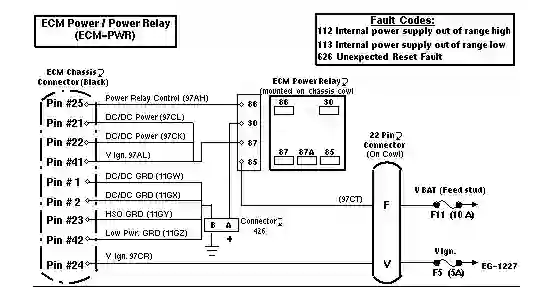 ECM Power / Power Relay
(ECM-PWR)
Fault Codes:
112 Internal power supply out of range high
113 Internal power supply out of range low
626 Unexpected Reset Fault
ECM Chassis
Connector (Black)
ECM Power Relay
(mounted on chassis cowl
Pin #25 Power Relay Control (97AH) 86
Pin #21 DC/DC Power (97CL) 30
Pin #22 DC/DC Power (97CK) 87
Pin #41 V Ign. 97AL) 85
86 30
87 87A 85
22 Pin
Connector
(On Cowl)
Pin # 1 DC/DC GRD (11GW)
Pin # 2 DC/DC GRD (11GX)
Pin #23 HSO GRD (11GY)
Pin #42 Low Pwr. GRD (11GZ)
B A
+
Connector
426
(97CT) F
V BAT (Feed stud)
F11 (10 A)
Pin #24 V Ign. 97CR) V
V Ign.
F5 (5A)
EG-1227